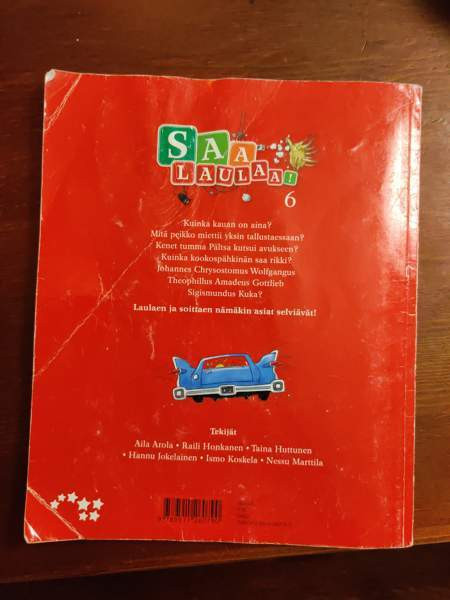 SAA
LAULAA!
6
Kuinka kauan on aina?
Mitä peikko miettii yksin tallustaessaan?
Kenet tumma Pältsa kutsui avukseen?
Kuinka kookospähkinän saa rikki?
Johannes Chrysostomus Wolfgangus
Theophilus Amadeus Gottlieb
Sigismundus Kuka?
Laulaen ja soittaen nämäkin asiat selviävät!
Tekijät
Aila Arola • Raili Honkanen • Taina Huttunen
• Hannu Jokelainen • Ismo Koskela • Nessu Marttila